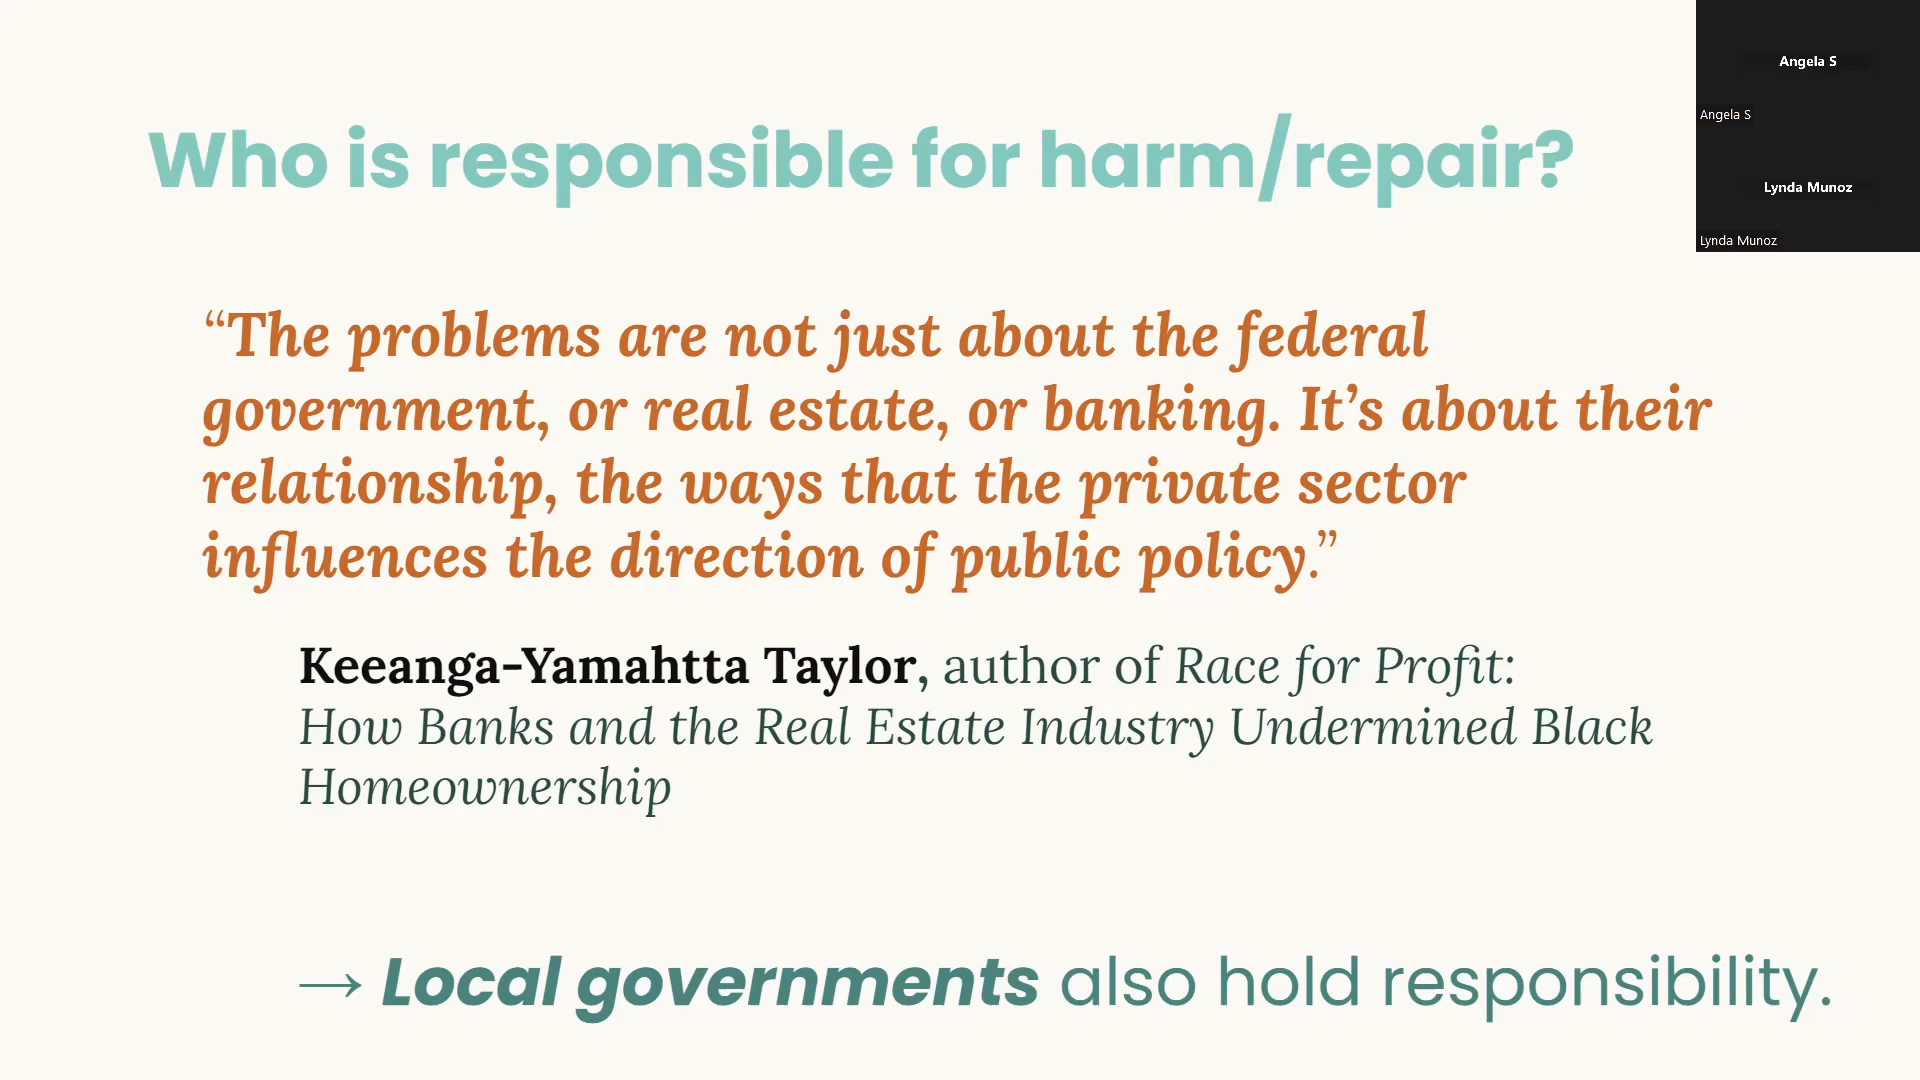 Who is responsible for harm/repair?
“The problems are not just about the federal
government, or real estate, or banking. It’s about their
relationship, the ways that the private sector
influences the direction of public policy.”
Keeanga-Yamahtta Taylor, author of Race for Profit:
How Banks and the Real Estate Industry Undermined Black
Homeownership
→ Local governments also hold responsibility.
Angela S
Angela S
Lynda Munoz
Lynda Munoz